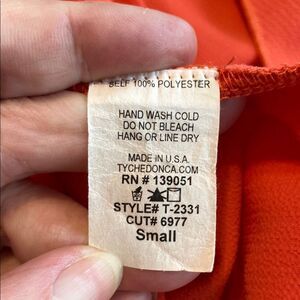 SELF 100% POLYESTER
HAND WASH COLD
DO NOT BLEACH
HANG OR LINE DRY
MADE IN U.S.A.
TYCHEDONCA.COM
RN # 139051
STYLE# T-2331
CUT# 6977
Small